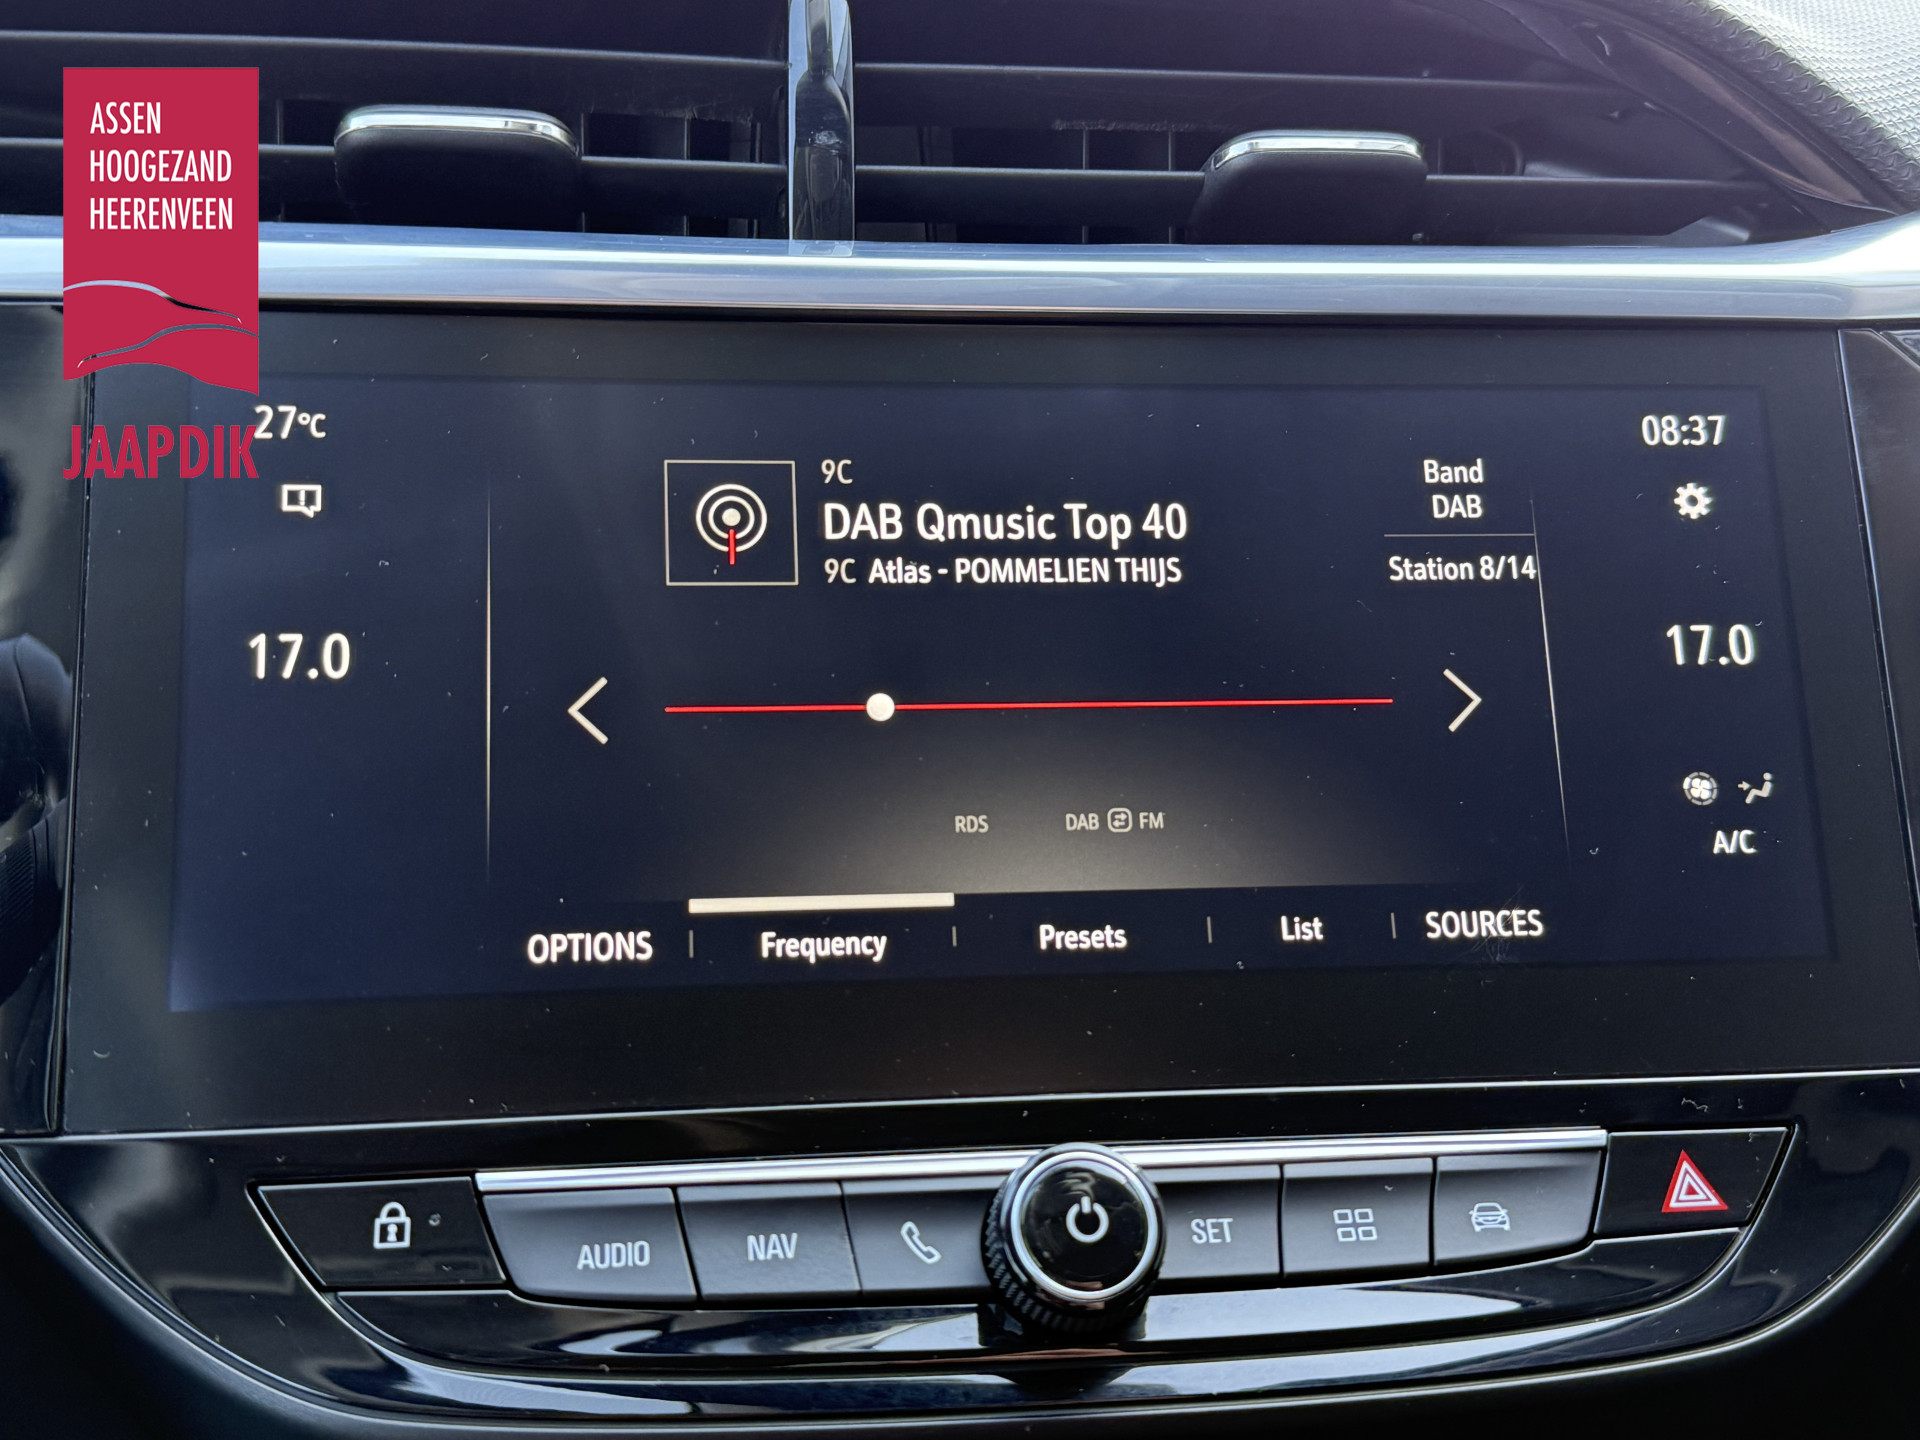 ASSEN
HOOGEZAND
HEERENVEEN
JAAPDIK
27°C
08:37
9C
DAB Qmusic Top 40
9C Atlas - POMMELIEN THIJS
Band
DAB
Station 8/14
17.0
17.0
RDS
DAB FM
A/C
OPTIONS
Frequency
Presets
List
SOURCES
AUDIO
NAV
SET